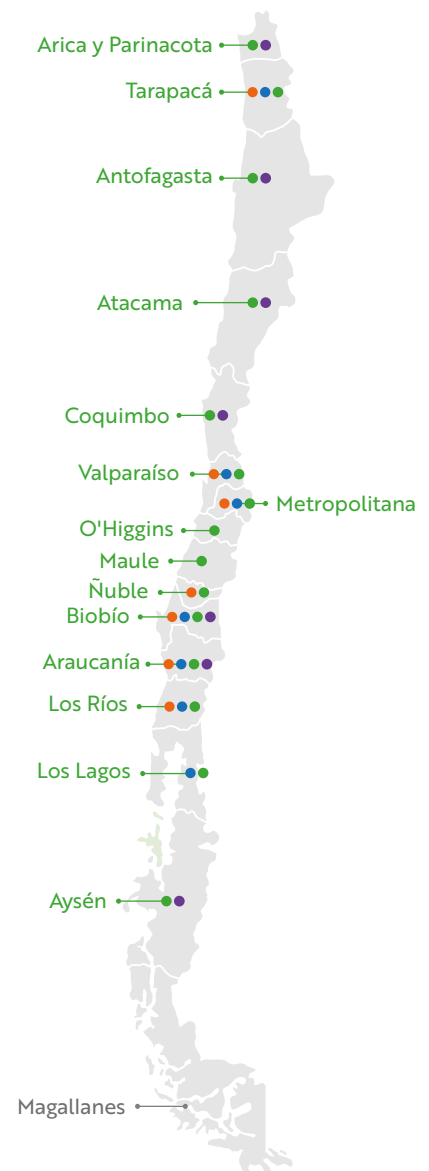 Arica y Parinacota
Tarapacá
Antofagasta
Atacama
Coquimbo
Valparaíso
Metropolitana
O'Higgins
Maule
Ñuble
Biobío
Araucanía
Los Ríos
Los Lagos
Aysén
Magallanes